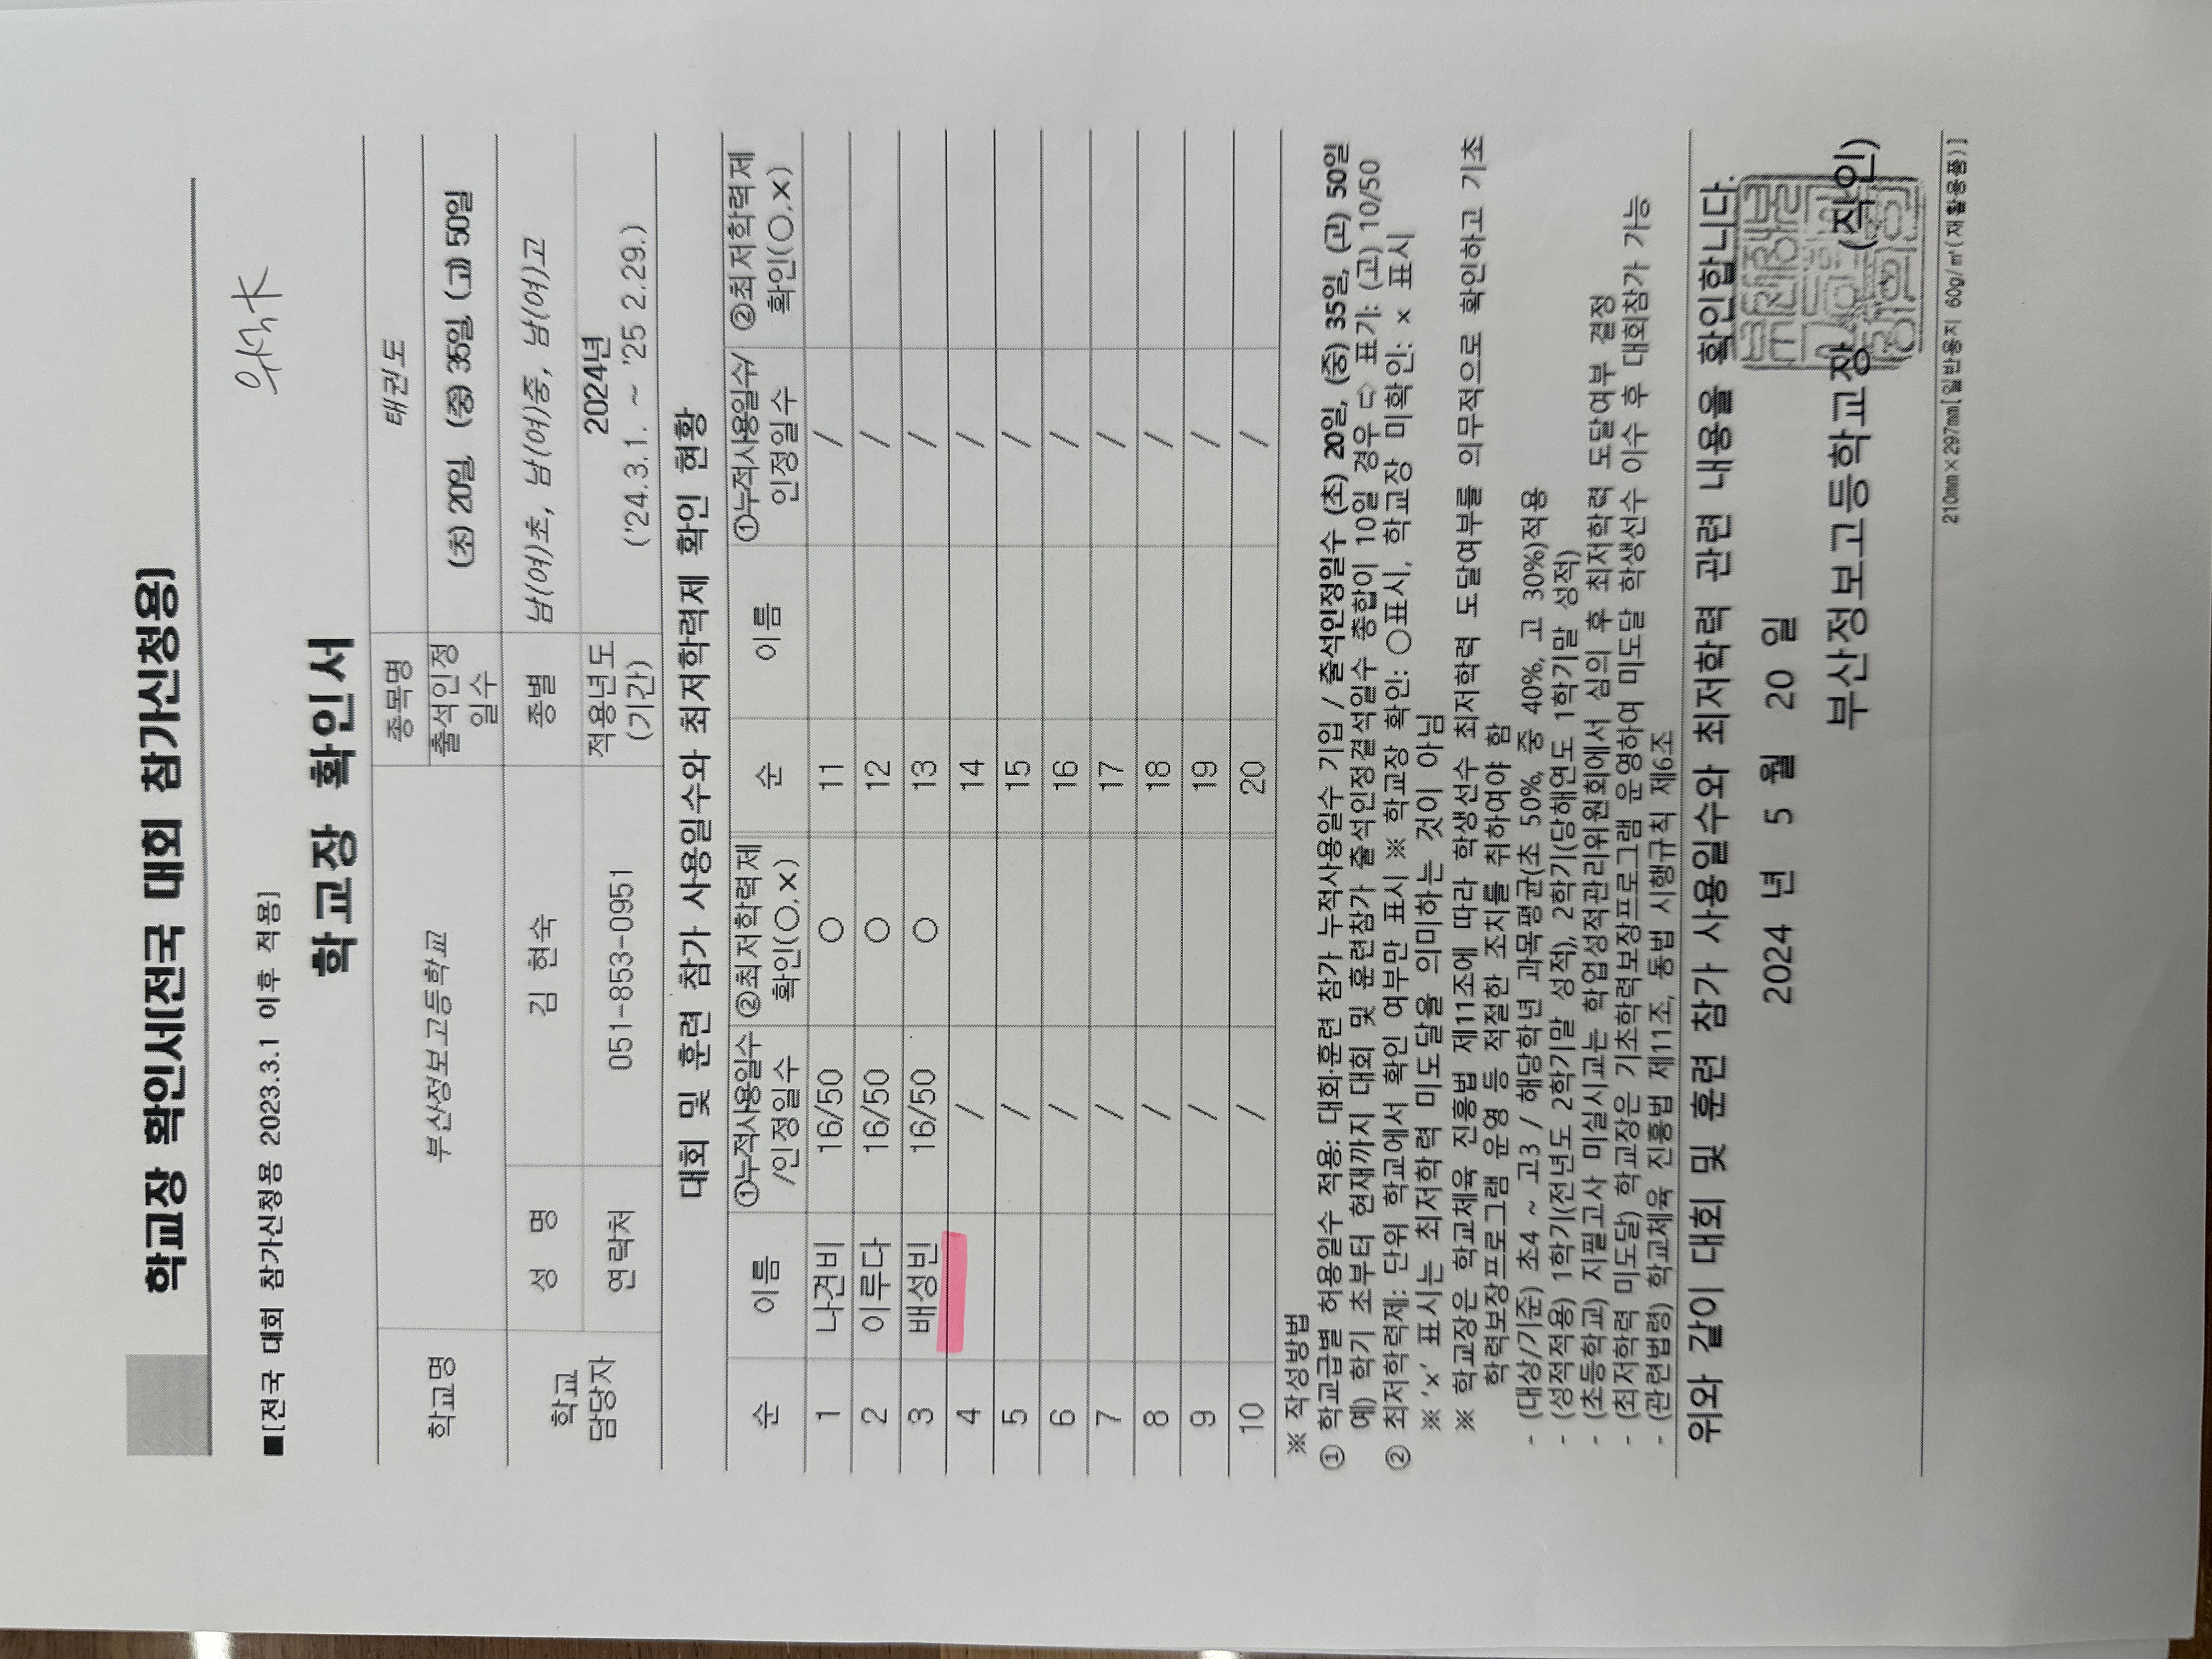 학교장 확인서(전국 대회 참가신청용)
■[전국 대회 참가신청용 2023.3.1 이후 적용]
학교장 확인서
학교명 부산정보고등학교 종목명 태권도
출석인정 일수 (초) 20일, (중) 35일, (고) 50일
학교 담당자 성 명 김 현숙 종별 남(여)초, 남(여)중, 남(여)고
연락처 051-853-0951 적용년도 (기간) 2024년 ('24.3.1. ~ '25 2.29.)
대회 및 훈련 참가 사용일수와 최저학력제 확인 현황
순 이름 ①누적사용일수/인정일수 ②최저학력제 확인(○,×) 순 이름 ①누적사용일수/인정일수 ②최저학력제 확인(○,×)
1 나건비 16/50 ○ 11 /
2 이루다 16/50 ○ 12 /
3 배성빈 16/50 ○ 13 /
4 / 14 /
5 / 15 /
6 / 16 /
7 / 17 /
8 / 18 /
9 / 19 /
10 / 20 /
※ 작성방법
① 학교급별 허용일수 적용: 대회·훈련 참가 누적사용일수 기입 / 출석인정일수 (초) 20일, (중) 35일, (고) 50일
예) 학기 초부터 현재까지 대회 및 훈련참가 출석인정결석일수 총합이 10일 경우 ⇨ 표기: (고) 10/50
② 최저학력제: 단위 학교에서 확인 여부만 표시 ※ 학교장 확인: ○표시, 학교장 미확인: × 표시
※ 'x' 표시는 최저학력 미도달을 의미하는 것이 아님
※ 학교장은 학교체육 진흥법 제11조에 따라 학생선수 최저학력 도달여부를 의무적으로 확인하고 기초
학력보장프로그램 운영 등 적절한 조치를 취하여야 함
- (대상/기준) 초4 ~ 고3 / 해당학년 과목평균(초 50%, 중 40%, 고 30%)적용
- (성적적용) 1학기(전년도 2학기말 성적), 2학기(당해연도 1학기말 성적)
- (초등학교) 지필고사 미실시교는 학업성적관리위원회에서 심의 후 최저학력 도달여부 결정
- (최저학력 미도달) 학교장은 기초학력보장프로그램 운영하여 미도달 학생선수 이수 후 대회참가 가능
- (관련법령) 학교체육 진흥법 제11조, 동법 시행규칙 제6조
위와 같이 대회 및 훈련 참가 사용일수와 최저학력 관련 내용을 확인합니다.
2024 년 5 월 20 일
부산정보고등학교장 (직인)
210mm×297mm[일반용지 60g/㎡(재활용품)]